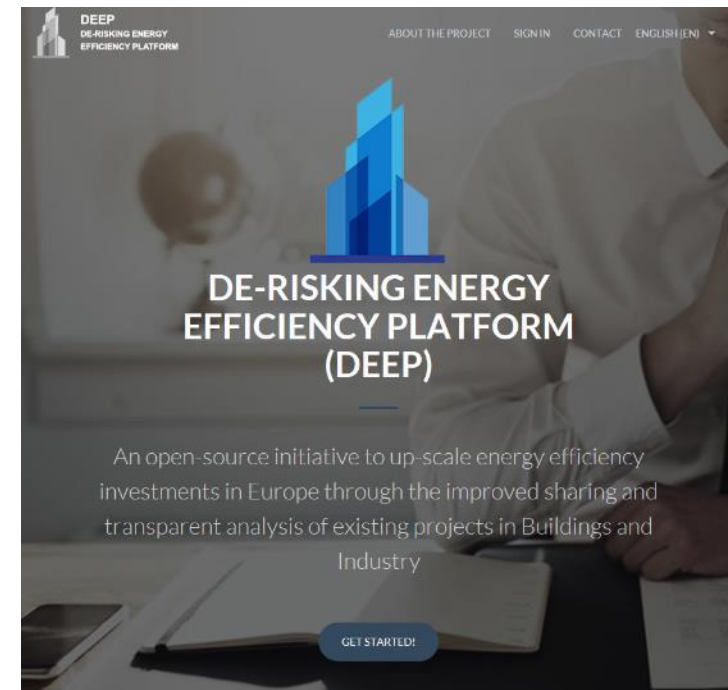 DEEP
DE-RISKING ENERGY
EFFICIENCY PLATFORM
ABOUT THE PROJECT SIGN IN CONTACT ENGLISH (EN)
DE-RISKING ENERGY
EFFICIENCY PLATFORM
(DEEP)
An open-source initiative to up-scale energy efficiency
investments in Europe through the improved sharing and
transparent analysis of existing projects in Buildings and
Industry
GET STARTED!